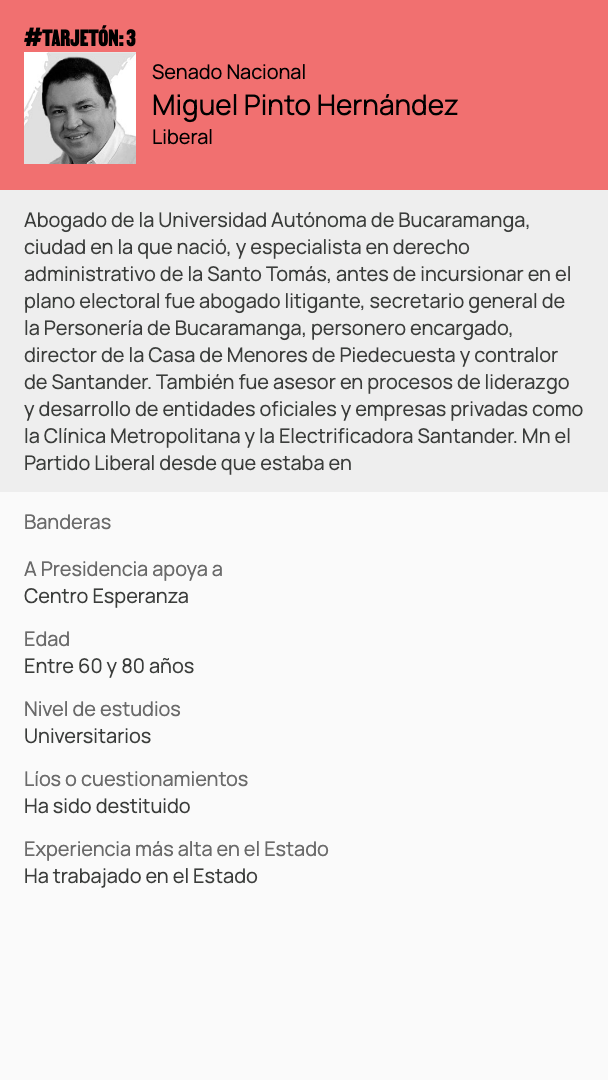 #TARJETÓN: 3
Senado Nacional
Miguel Pinto Hernández
Liberal
Abogado de la Universidad Autónoma de Bucaramanga,
ciudad en la que nació, y especialista en derecho
administrativo de la Santo Tomás, antes de incursionar en el
plano electoral fue abogado litigante, secretario general de
la Personería de Bucaramanga, personero encargado,
director de la Casa de Menores de Piedecuesta y contralor
de Santander. También fue asesor en procesos de liderazgo
y desarrollo de entidades oficiales y empresas privadas como
la Clínica Metropolitana y la Electrificadora Santander. Mn el
Partido Liberal desde que estaba en
Banderas
A Presidencia apoya a
Centro Esperanza
Edad
Entre 60 y 80 años
Nivel de estudios
Universitarios
Líos o cuestionamientos
Ha sido destituido
Experiencia más alta en el Estado
Ha trabajado en el Estado